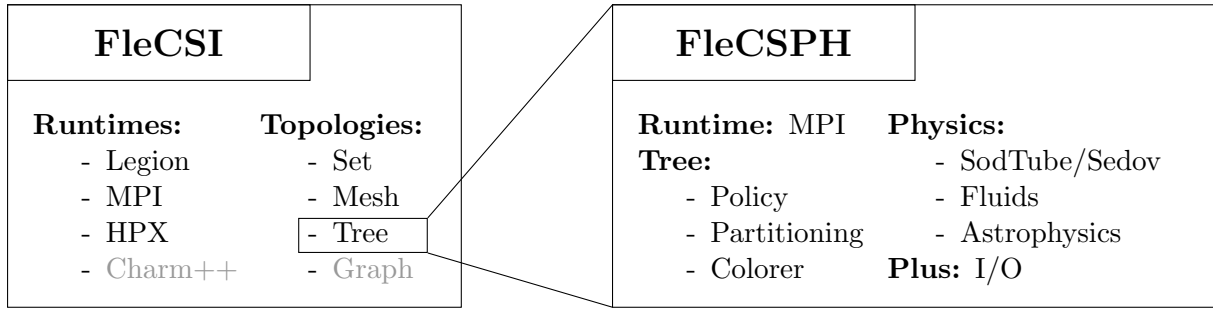 FleCSI
Runtimes:
- Legion
- MPI
- HPX
- Charm++
Topologies:
- Set
- Mesh
- Tree
- Graph
FleCSPH
Runtime: MPI
Tree:
- Policy
- Partitioning
- Colorer
Physics:
- SodTube/Sedov
- Fluids
- Astrophysics
Plus: I/O